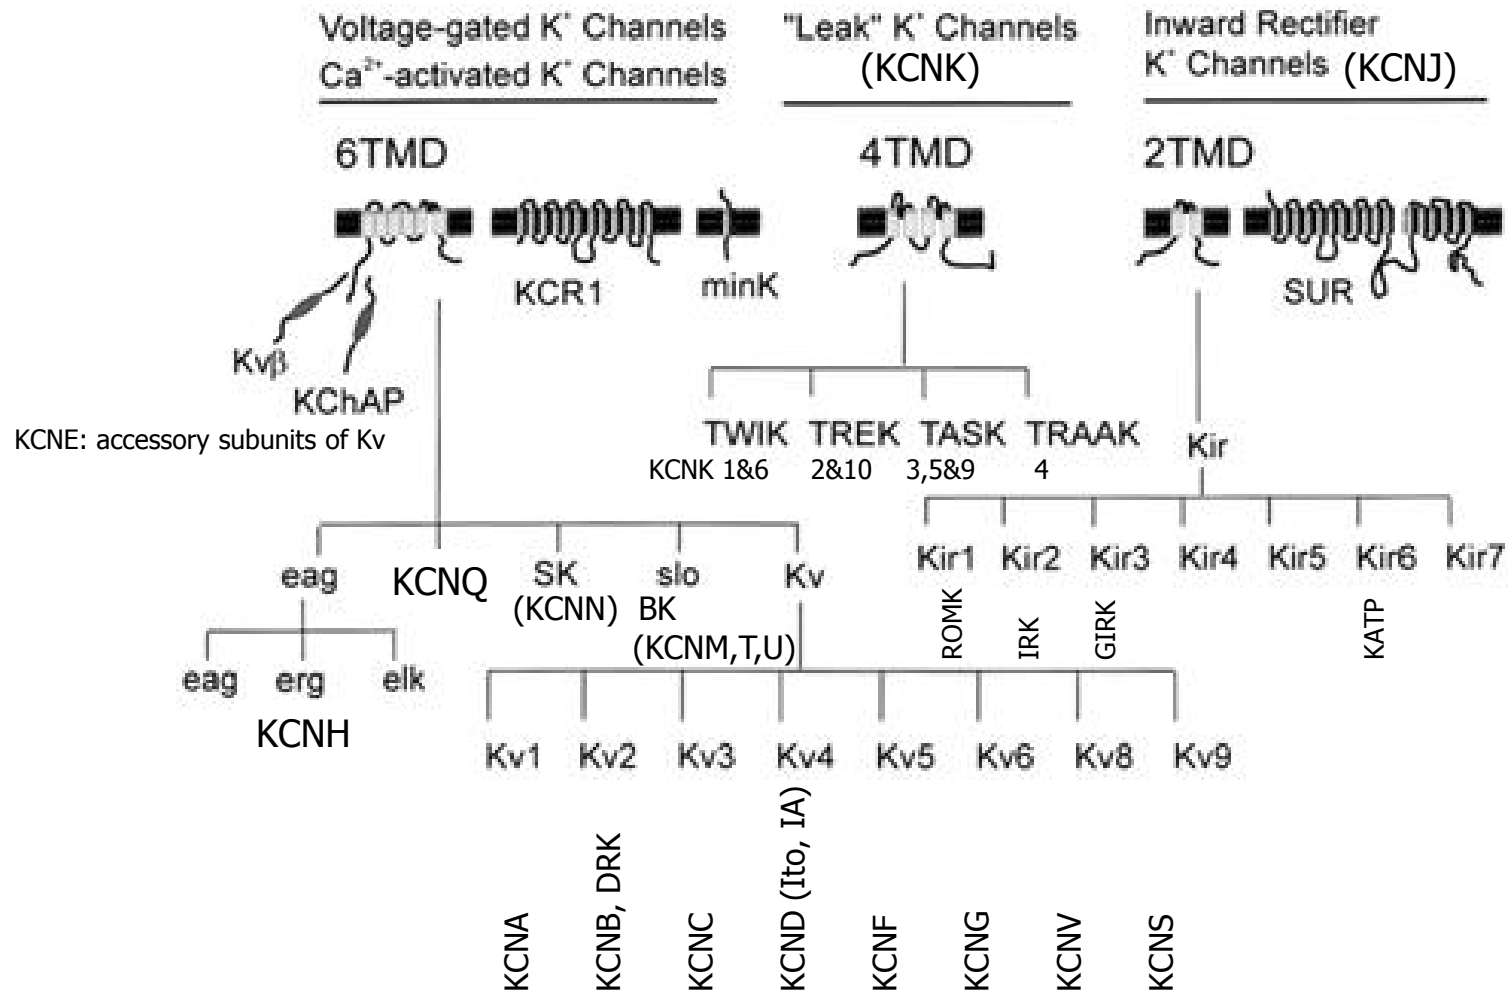 Voltage-gated K⁺ Channels
Ca²⁺-activated K⁺ Channels
"Leak" K⁺ Channels
(KCNK)
Inward Rectifier
K⁺ Channels (KCNJ)
6TMD
4TMD
2TMD
KCR1
minK
SUR
Kvβ
KChAP
KCNE: accessory subunits of Kv
TWIK TREK TASK TRAAK
KCNK 1&6 2&10 3,5&9 4
Kir
Kir1 Kir2 Kir3 Kir4 Kir5 Kir6 Kir7
ROMK IRK GIRK KATP
eag KCNQ SK slo Kv
(KCNN) BK
(KCNM,T,U)
eag erg elk
KCNH
Kv1 Kv2 Kv3 Kv4 Kv5 Kv6 Kv8 Kv9
KCNA
KCNB, DRK
KCNC
KCND (Ito, IA)
KCNF
KCNG
KCNV
KCNS